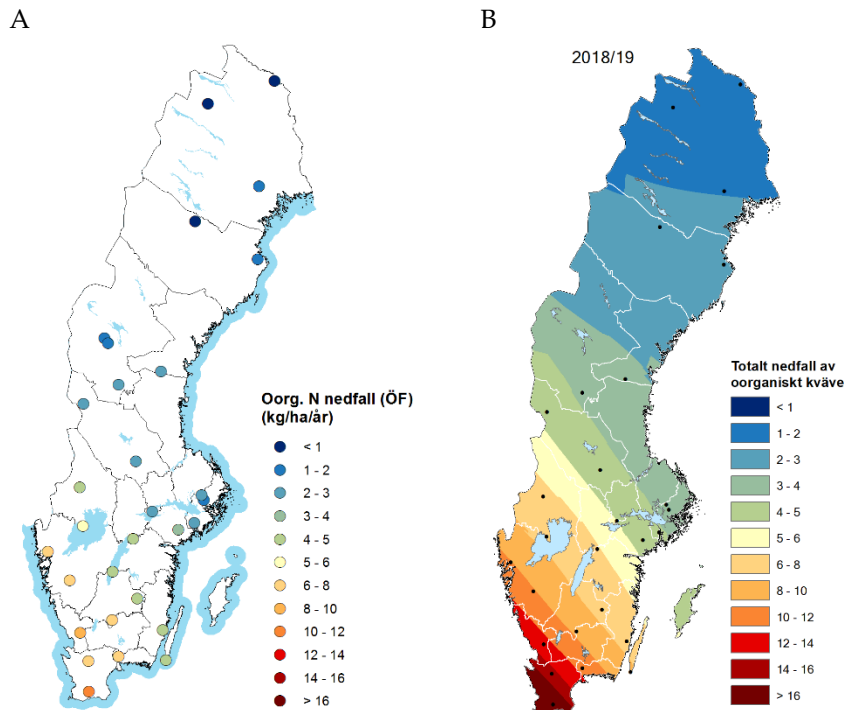 A
B
2018/19
Oorg. N nedfall (ÖF)
(kg/ha/år)
< 1
1 - 2
2 - 3
3 - 4
4 - 5
5 - 6
6 - 8
8 - 10
10 - 12
12 - 14
14 - 16
> 16
Totalt nedfall av
oorganiskt kväve
< 1
1 - 2
2 - 3
3 - 4
4 - 5
5 - 6
6 - 8
8 - 10
10 - 12
12 - 14
14 - 16
> 16